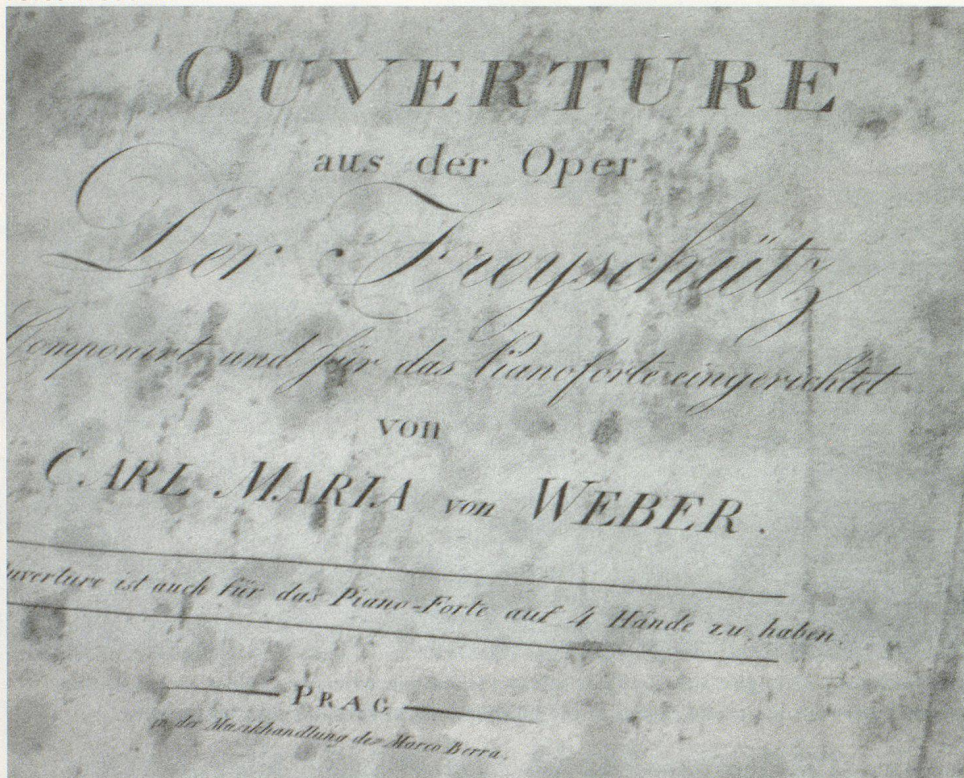 OUVERTURE
aus der Oper
Der Freyschütz
Componirt und für das Pianoforte eingerichtet
von
CARL MARIA von WEBER.
ist auch für das Piano-Forte auf 4 Hände zu haben.
PRAG
in der Musikhandlung des Marco Berra.